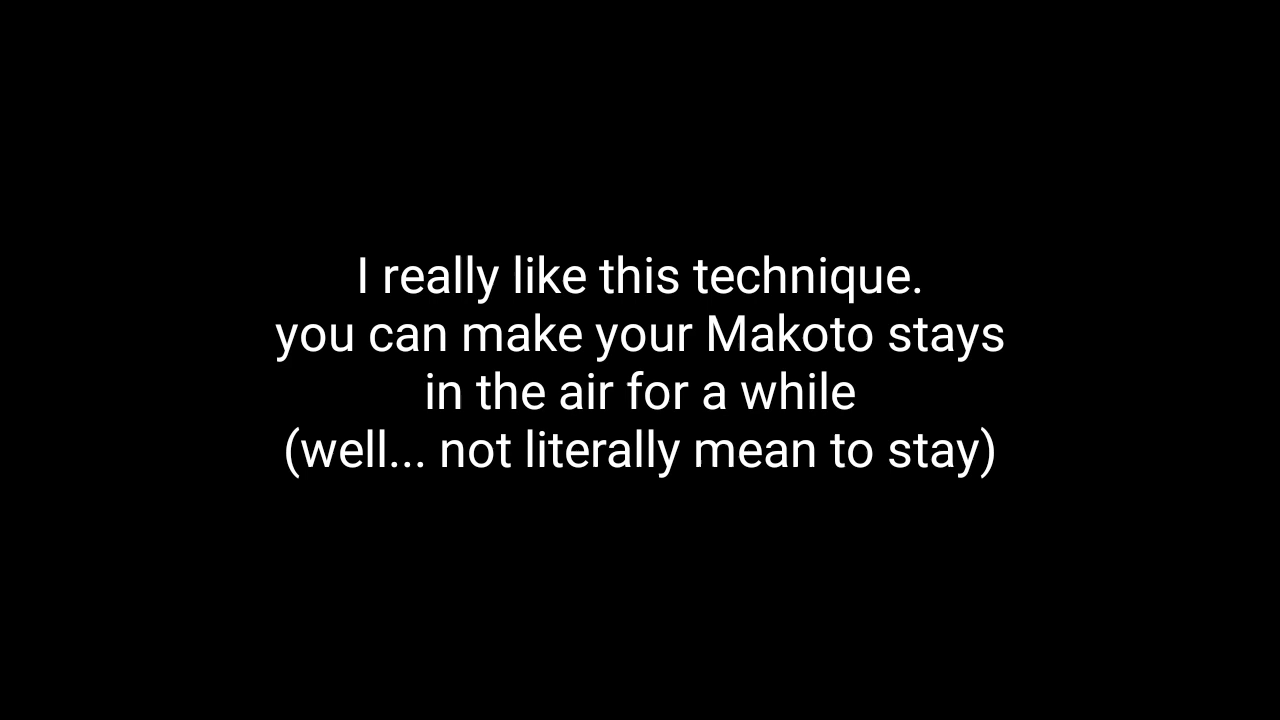 I really like this technique.
you can make your Makoto stays
in the air for a while
(well... not literally mean to stay)